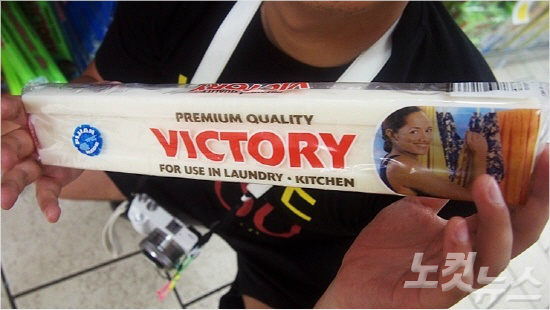 VICTORY
PREMIUM QUALITY
VICTORY
FOR USE IN LAUNDRY • KITCHEN
노컷뉴스